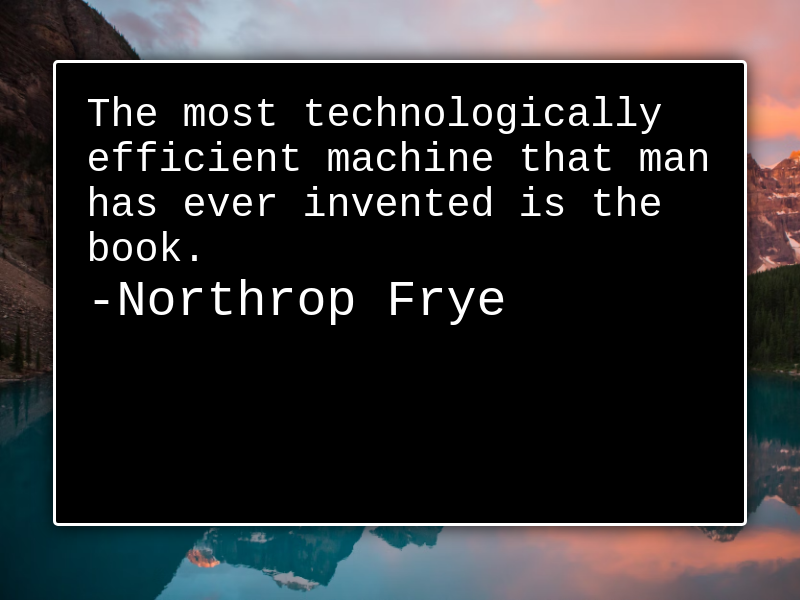 The most technologically
efficient machine that man
has ever invented is the
book.
-Northrop Frye